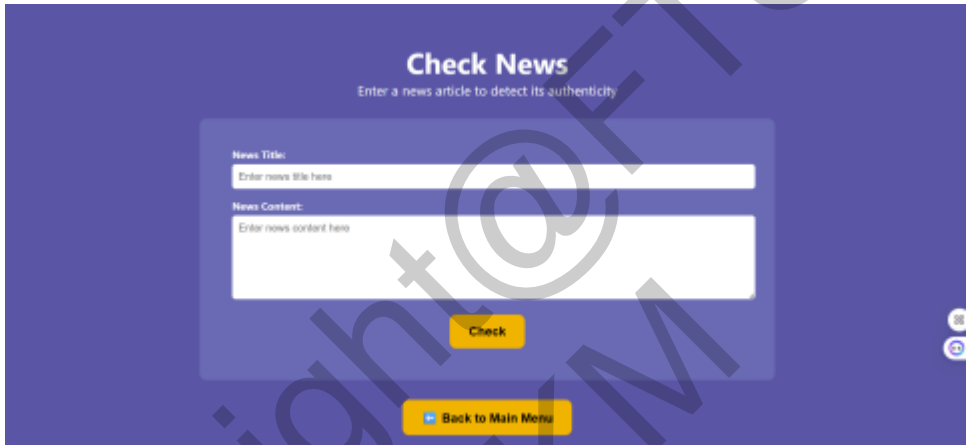 Check News
Enter a news article to detect its authenticity
News Title:
Enter news title here
News Content:
Enter news content here
Check
Back to Main Menu